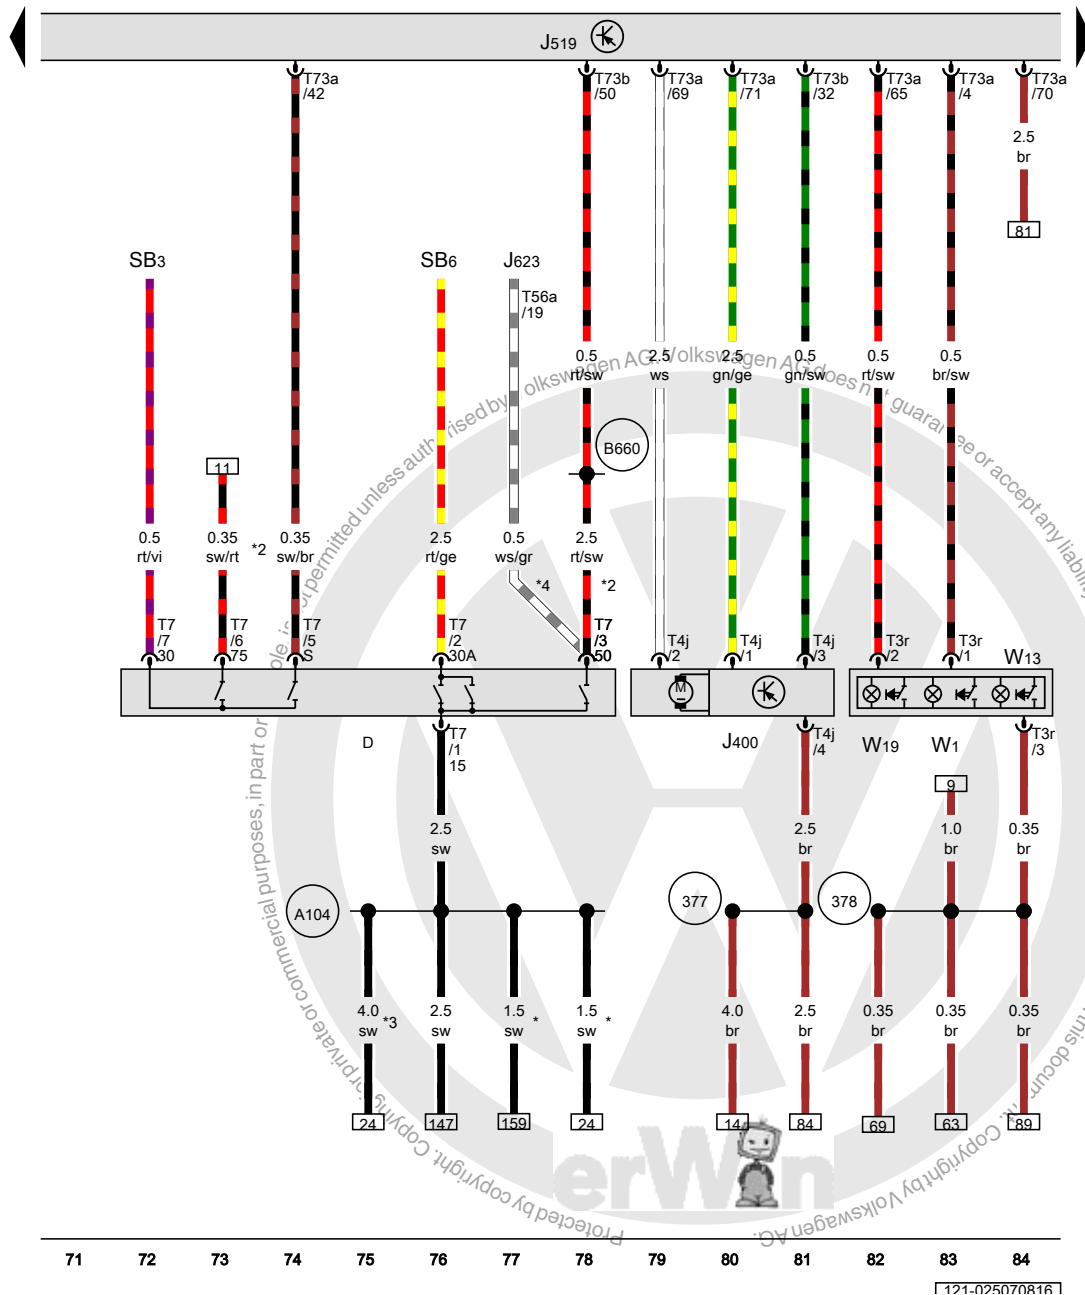 J519
T73a
/42
T73b
/50
T73a
/69
T73a
/71
T73b
/32
T73a
/65
T73a
/4
T73a
/70
2.5
br
81
SB3
SB6
J623
T56a
/19
0.5
rt/sw
2.5
ws
2.5
gn/ge
0.5
gn/sw
0.5
rt/sw
0.5
br/sw
B660
11
0.5
rt/vi
0.35
sw/rt
*2
0.35
sw/br
2.5
rt/ge
0.5
ws/gr
*4
2.5
rt/sw
*2
T7
/7
30
T7
/6
75
T7
/5
S
T7
/2
30A
T7
/3
50
T4j
/2
T4j
/1
T4j
/3
T3r
/2
T3r
/1
W13
M
D
T7
/1
15
J400
T4j
/4
W19
W1
T3r
/3
9
2.5
sw
2.5
br
1.0
br
0.35
br
A104
377
378
4.0
sw
*3
2.5
sw
1.5
sw
*
1.5
sw
*
4.0
br
2.5
br
0.35
br
0.35
br
0.35
br
24
147
159
24
14
84
69
63
89
erWin
71 72 73 74 75 76 77 78 79 80 81 82 83 84
121-025070816